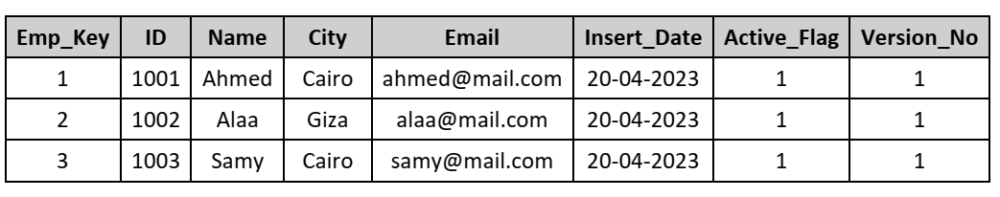 Emp_Key ID Name City Email Insert_Date Active_Flag Version_No
1 1001 Ahmed Cairo ahmed@mail.com 20-04-2023 1 1
2 1002 Alaa Giza alaa@mail.com 20-04-2023 1 1
3 1003 Samy Cairo samy@mail.com 20-04-2023 1 1